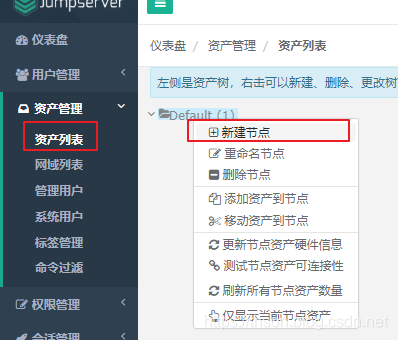 Jumpserver
仪表盘
用户管理
资产管理
资产列表
网域列表
管理用户
系统用户
标签管理
命令过滤
权限管理
会话管理
仪表盘 / 资产管理 / 资产列表
左侧是资产树，右击可以新建、删除、更改树
Default (1)
新建节点
重命名节点
删除节点
添加资产到节点
移动资产到节点
更新节点资产硬件信息
测试节点资产可连接性
刷新所有节点资产数量
仅显示当前节点资产